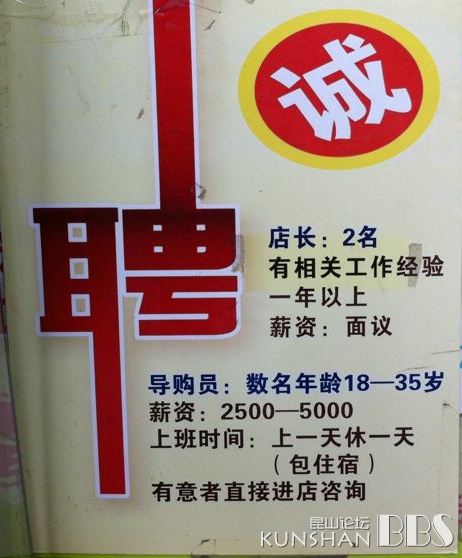 诚
聘
店长：2名
有相关工作经验
一年以上
薪资：面议
导购员：数名年龄18—35岁
薪资：2500—5000
上班时间：上一天休一天
（包住宿）
有意者直接进店咨询
昆山论坛
KUNSHAN BBS